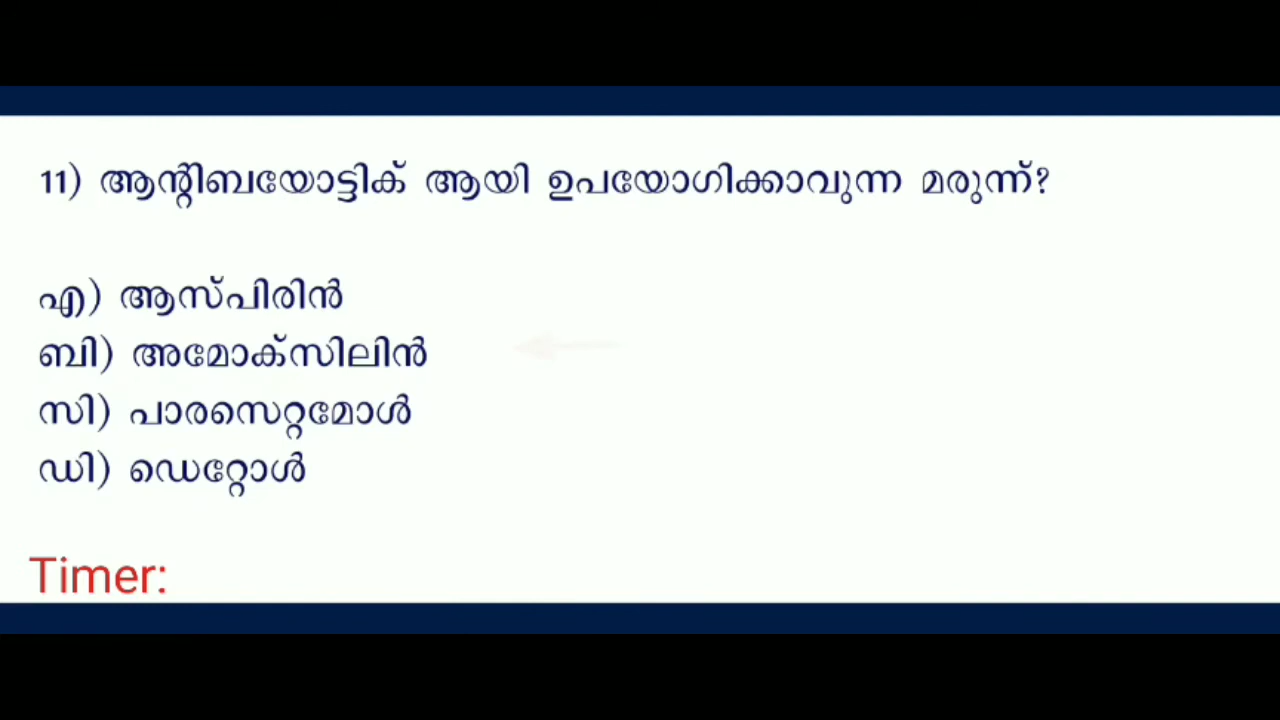 11) ആന്റിബയോട്ടിക് ആയി ഉപയോഗിക്കാവുന്ന മരുന്ന്?
എ) ആസ്പിരിൻ
ബി) അമോക്സിലിൻ
സി) പാരസെറ്റമോൾ
ഡി) ഡെറ്റോൾ
Timer: